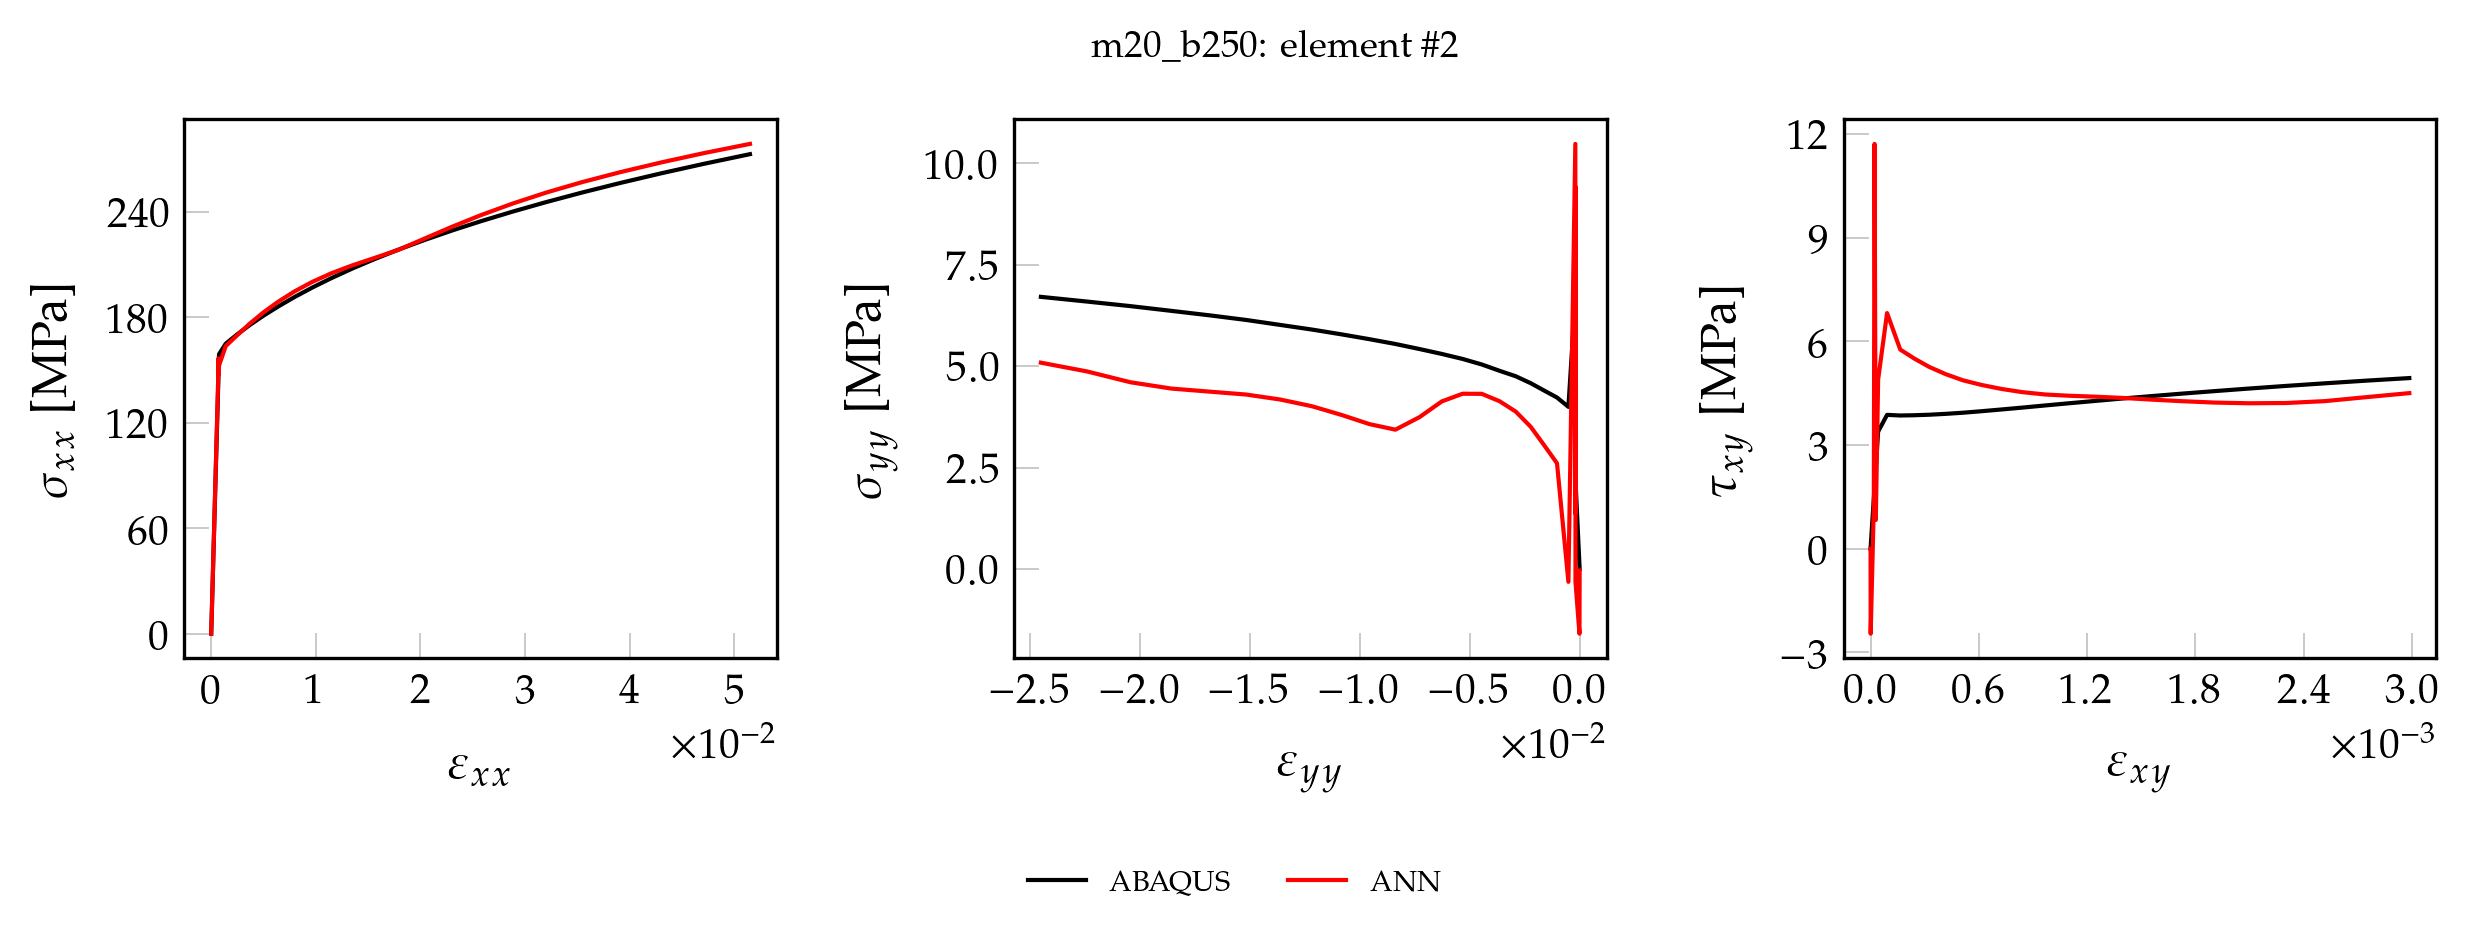 m20_b250: element #2
σxx [MPa]
240
180
120
60
0
0 1 2 3 4 5
×10−2
εxx
σyy [MPa]
10.0
7.5
5.0
2.5
0.0
−2.5 −2.0 −1.5 −1.0 −0.5 0.0
×10−2
εyy
τxy [MPa]
12
9
6
3
0
−3
0.0 0.6 1.2 1.8 2.4 3.0
×10−3
εxy
ABAQUS ANN